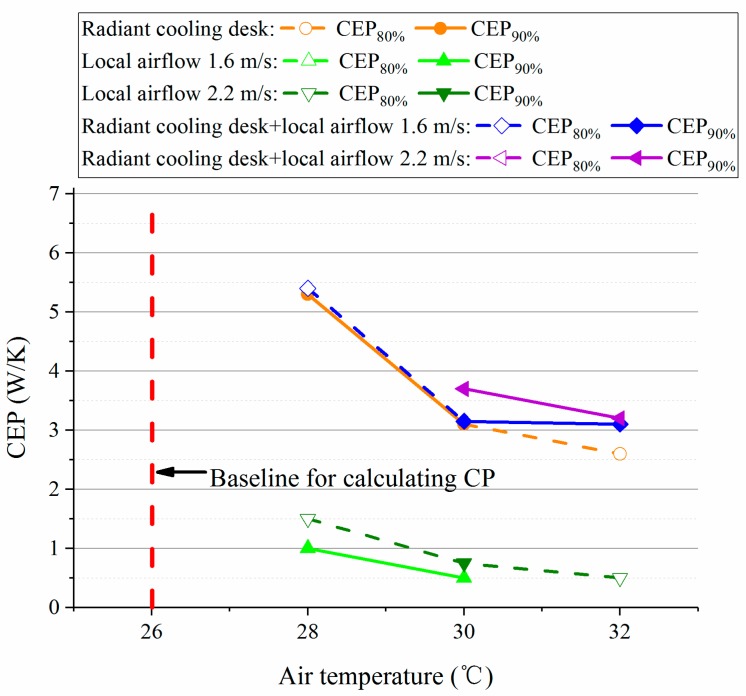 Radiant cooling desk: CEP80% CEP90%
Local airflow 1.6 m/s: CEP80% CEP90%
Local airflow 2.2 m/s: CEP80% CEP90%
Radiant cooling desk+local airflow 1.6 m/s: CEP80% CEP90%
Radiant cooling desk+local airflow 2.2 m/s: CEP80% CEP90%
7
6
5
4
3
2
1
0
CEP (W/K)
Baseline for calculating CP
26 28 30 32
Air temperature (℃)